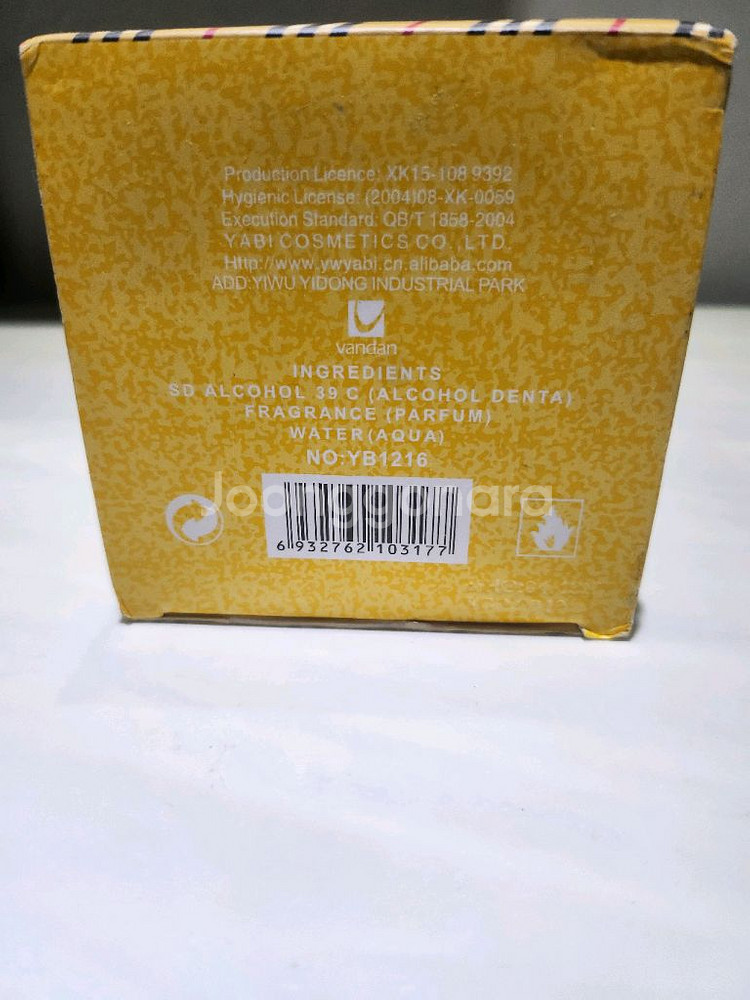 Production Licence: XK15-108 9392
Hygienic License: (2004)08-XK-0059
Execution Standard: QB/T 1858-2004
YABI COSMETICS CO., LTD.
Http://www.ywyabi.cn.alibaba.com
ADD:YIWU YIDONG INDUSTRIAL PARK
vandan
INGREDIENTS
SD ALCOHOL 39 C (ALCOHOL DENTA)
FRAGRANCE (PARFUM)
WATER(AQUA)
NO:YB1216
Joonggonara
6 932762 103177